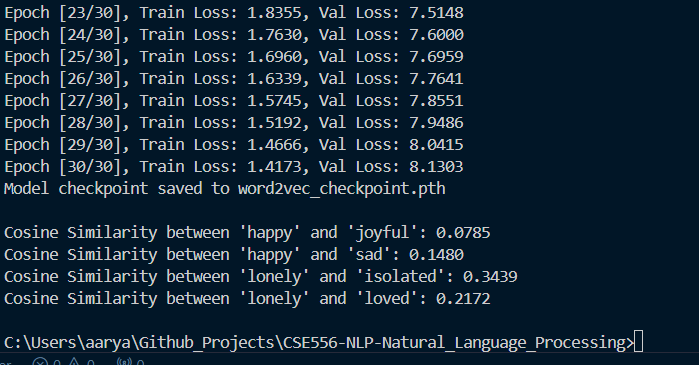 Epoch [23/30], Train Loss: 1.8355, Val Loss: 7.5148
Epoch [24/30], Train Loss: 1.7630, Val Loss: 7.6000
Epoch [25/30], Train Loss: 1.6960, Val Loss: 7.6959
Epoch [26/30], Train Loss: 1.6339, Val Loss: 7.7641
Epoch [27/30], Train Loss: 1.5745, Val Loss: 7.8551
Epoch [28/30], Train Loss: 1.5192, Val Loss: 7.9486
Epoch [29/30], Train Loss: 1.4666, Val Loss: 8.0415
Epoch [30/30], Train Loss: 1.4173, Val Loss: 8.1303
Model checkpoint saved to word2vec_checkpoint.pth
Cosine Similarity between 'happy' and 'joyful': 0.0785
Cosine Similarity between 'happy' and 'sad': 0.1480
Cosine Similarity between 'lonely' and 'isolated': 0.3439
Cosine Similarity between 'lonely' and 'loved': 0.2172
C:\Users\aarya\Github_Projects\CSE556-NLP-Natural_Language_Processing>